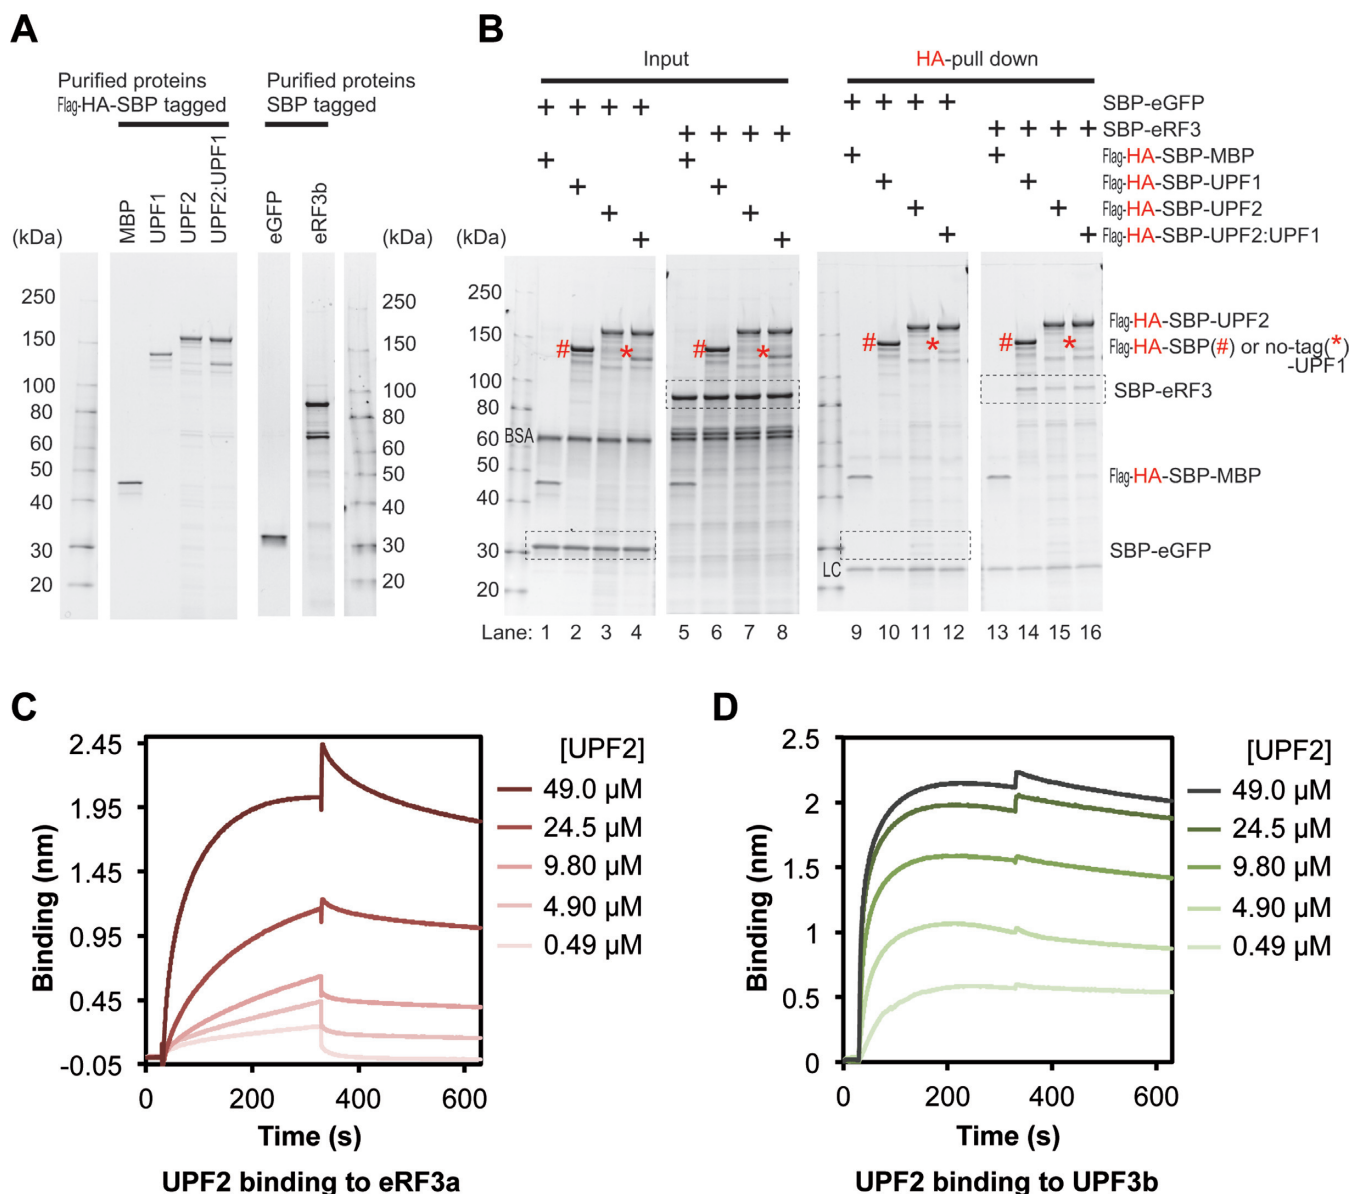 A
Purified proteins
Flag-HA-SBP tagged
Purified proteins
SBP tagged
(kDa)
MBP
UPF1
UPF2
UPF2:UPF1
eGFP
eRF3b
(kDa)
250
150
100
80
60
50
40
30
20
250
150
100
80
60
50
40
30
20
B
Input
HA-pull down
+ + + + + + + + SBP-eGFP
+ + + + + + + + SBP-eRF3
+ + + + Flag-HA-SBP-MBP
+ + + + Flag-HA-SBP-UPF1
+ + + + Flag-HA-SBP-UPF2
+ + + + Flag-HA-SBP-UPF2:UPF1
(kDa)
250
150
100
80
60
50
40
30
20
BSA
LC
# * # * # * # *
Flag-HA-SBP-UPF2
Flag-HA-SBP(#) or no-tag(*)
-UPF1
SBP-eRF3
Flag-HA-SBP-MBP
SBP-eGFP
Lane: 1 2 3 4 5 6 7 8 9 10 11 12 13 14 15 16
C
Binding (nm)
2.45
1.95
1.45
0.95
0.45
-0.05
0 200 400 600
Time (s)
UPF2 binding to eRF3a
[UPF2]
49.0 µM
24.5 µM
9.80 µM
4.90 µM
0.49 µM
D
Binding (nm)
2.5
2
1.5
1
0.5
0
0 200 400 600
Time (s)
UPF2 binding to UPF3b
[UPF2]
49.0 µM
24.5 µM
9.80 µM
4.90 µM
0.49 µM